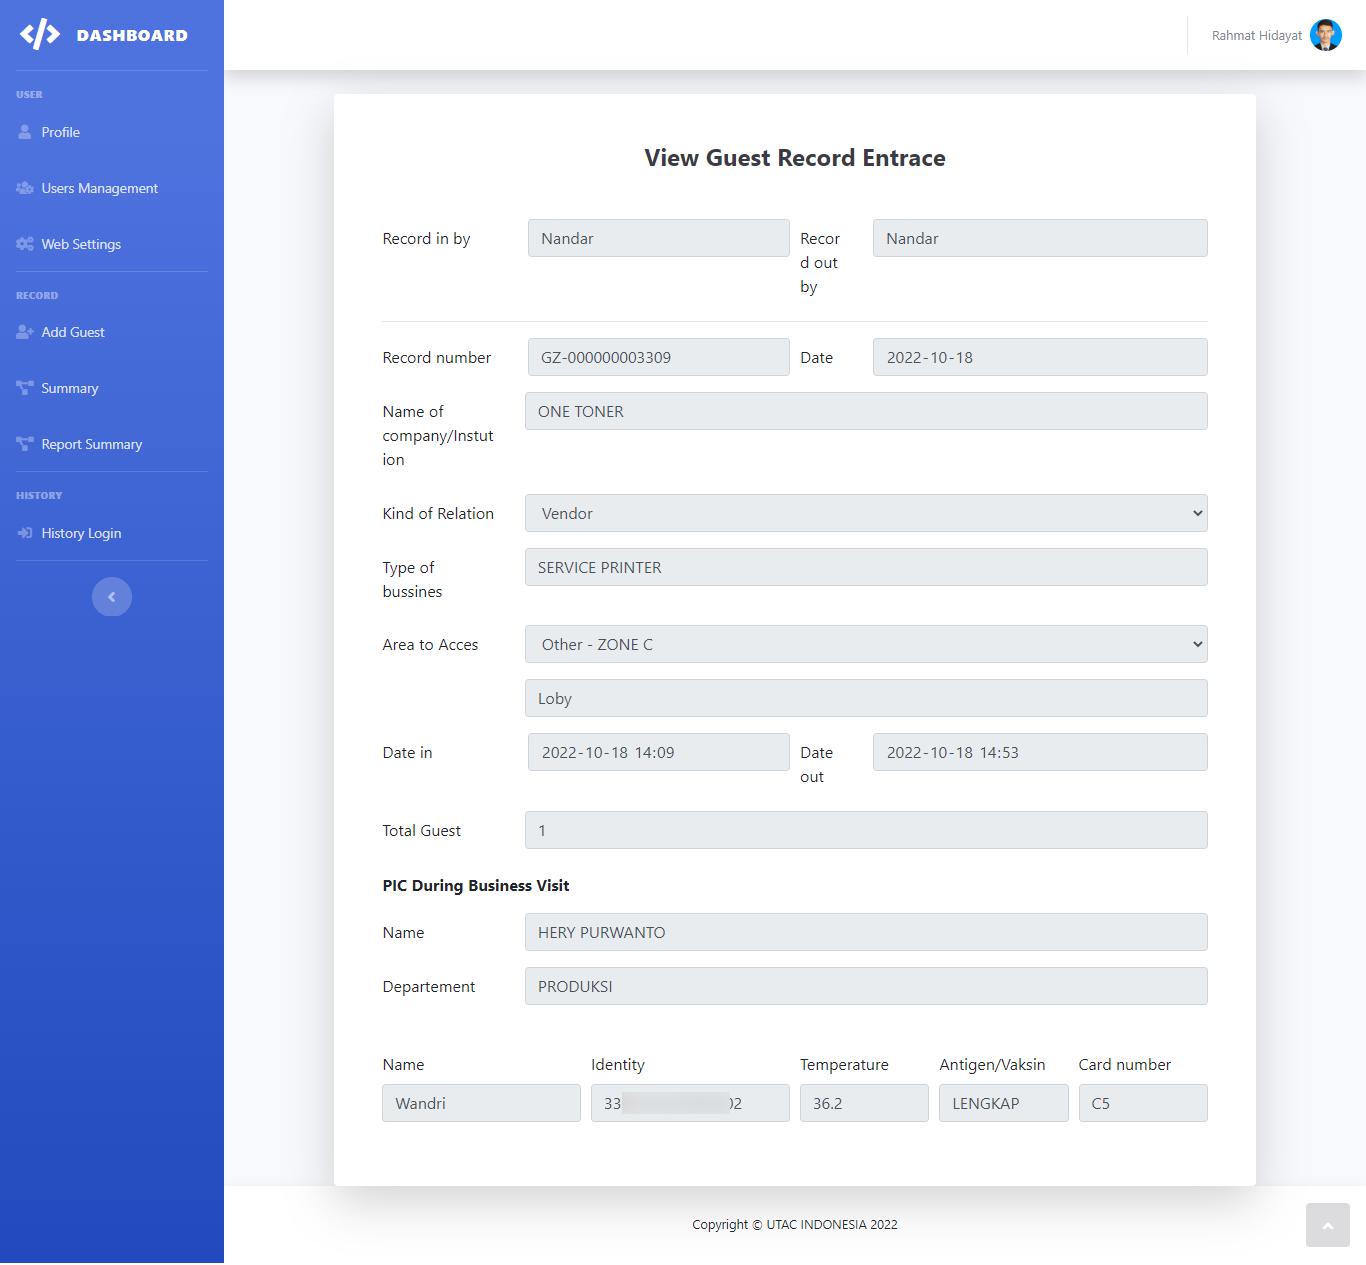 DASHBOARD
Rahmat Hidayat
USER
Profile
Users Management
Web Settings
RECORD
Add Guest
Summary
Report Summary
HISTORY
History Login
View Guest Record Entrace
Record in by
Nandar
Recor
d out
by
Nandar
Record number
GZ-000000003309
Date
2022-10-18
Name of
company/Instut
ion
ONE TONER
Kind of Relation
Vendor
Type of
bussines
SERVICE PRINTER
Area to Acces
Other - ZONE C
Loby
Date in
2022-10-18 14:09
Date
out
2022-10-18 14:53
Total Guest
1
PIC During Business Visit
Name
HERY PURWANTO
Departement
PRODUKSI
Name Identity Temperature Antigen/Vaksin Card number
Wandri 33 02 36.2 LENGKAP C5
Copyright © UTAC INDONESIA 2022